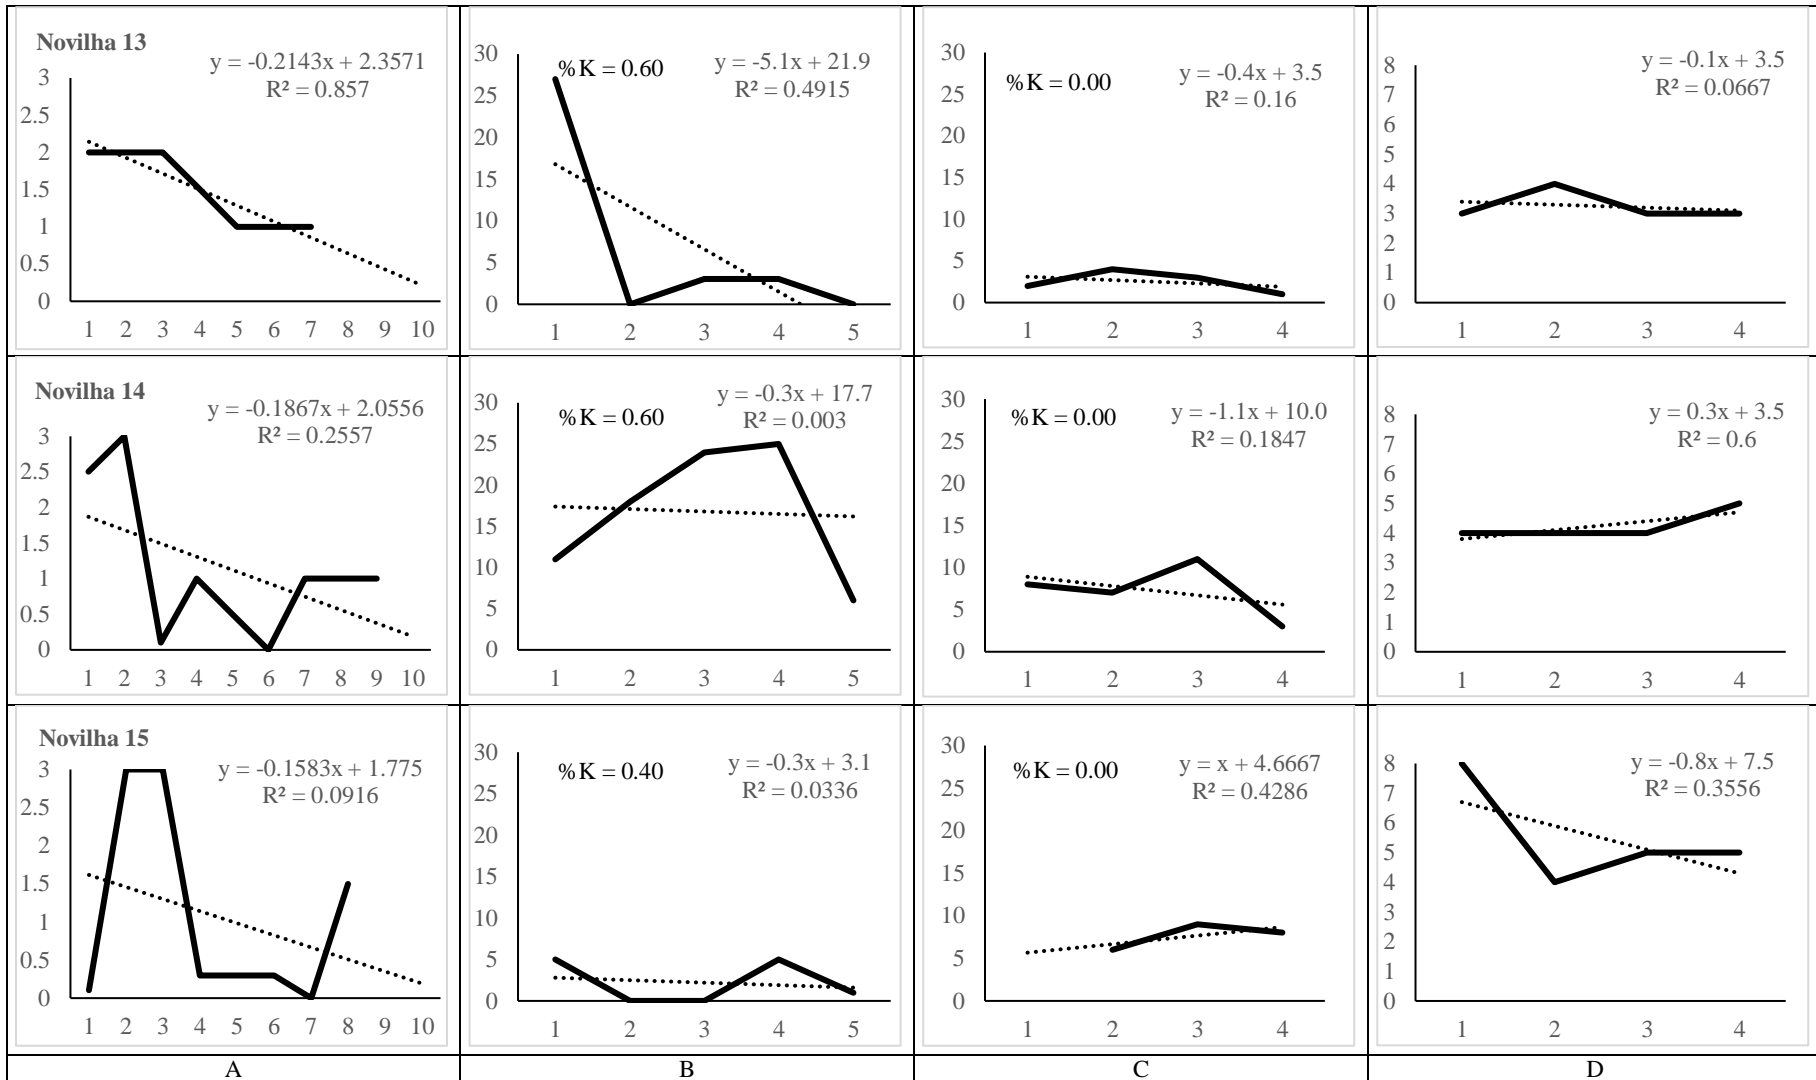 Novilha 13
y = -0.2143x + 2.3571
R² = 0.857
3
2.5
2
1.5
1
0.5
0
1 2 3 4 5 6 7 8 9 10
%K = 0.60
y = -5.1x + 21.9
R² = 0.4915
30
25
20
15
10
5
0
1 2 3 4 5
%K = 0.00
y = -0.4x + 3.5
R² = 0.16
30
25
20
15
10
5
0
1 2 3 4
y = -0.1x + 3.5
R² = 0.0667
8
7
6
5
4
3
2
1
0
1 2 3 4
Novilha 14
y = -0.1867x + 2.0556
R² = 0.2557
3
2.5
2
1.5
1
0.5
0
1 2 3 4 5 6 7 8 9 10
%K = 0.60
y = -0.3x + 17.7
R² = 0.003
30
25
20
15
10
5
0
1 2 3 4 5
%K = 0.00
y = -1.1x + 10.0
R² = 0.1847
30
25
20
15
10
5
0
1 2 3 4
y = 0.3x + 3.5
R² = 0.6
8
7
6
5
4
3
2
1
0
1 2 3 4
Novilha 15
y = -0.1583x + 1.775
R² = 0.0916
3
2.5
2
1.5
1
0.5
0
1 2 3 4 5 6 7 8 9 10
%K = 0.40
y = -0.3x + 3.1
R² = 0.0336
30
25
20
15
10
5
0
1 2 3 4 5
%K = 0.00
y = x + 4.6667
R² = 0.4286
30
25
20
15
10
5
0
1 2 3 4
y = -0.8x + 7.5
R² = 0.3556
8
7
6
5
4
3
2
1
0
1 2 3 4
A B C D